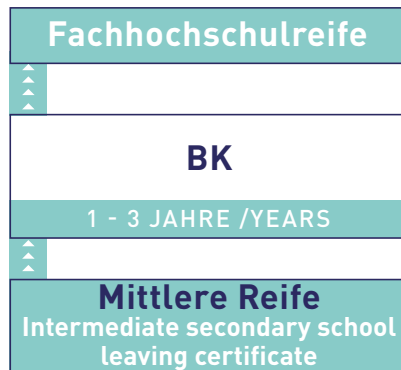 Fachhochschulreife
BK
1 - 3 JAHRE /YEARS
Mittlere Reife
Intermediate secondary school
leaving certificate